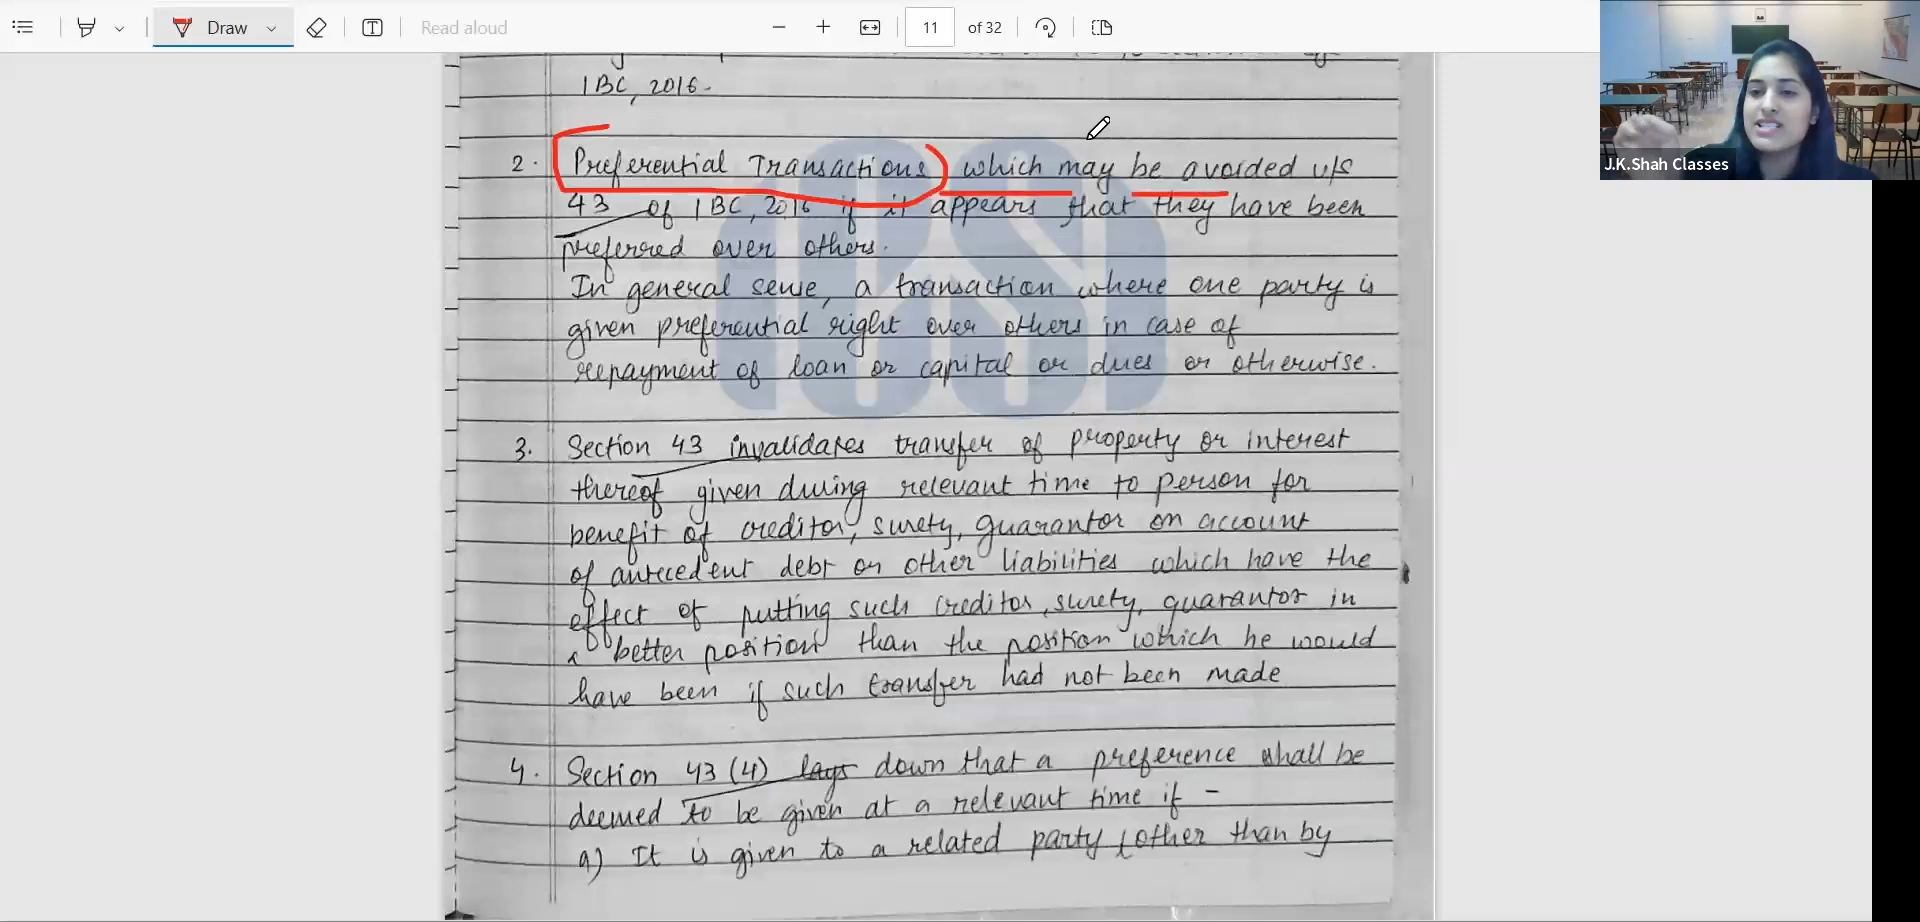 Draw
Read aloud
11 of 32
J.K.Shah Classes
IBC, 2016.
2. Preferential Transactions which may be avoided u/s
43 of IBC, 2016 if it appears that they have been
preferred over others.
In general sense, a transaction where one party is
given preferential right over others in case of
repayment of loan or capital or dues or otherwise.
3. Section 43 invalidates transfer of property or interest
thereof given during relevant time to person for
benefit of creditor, surety, guarantor on account
of antecedent debt or other liabilities which have the
effect of putting such creditor, surety, guarantor in
a better position than the position which he would
have been if such transfer had not been made
4. Section 43 (4) lays down that a preference shall be
deemed to be given at a relevant time if -
a) It is given to a related party (other than by